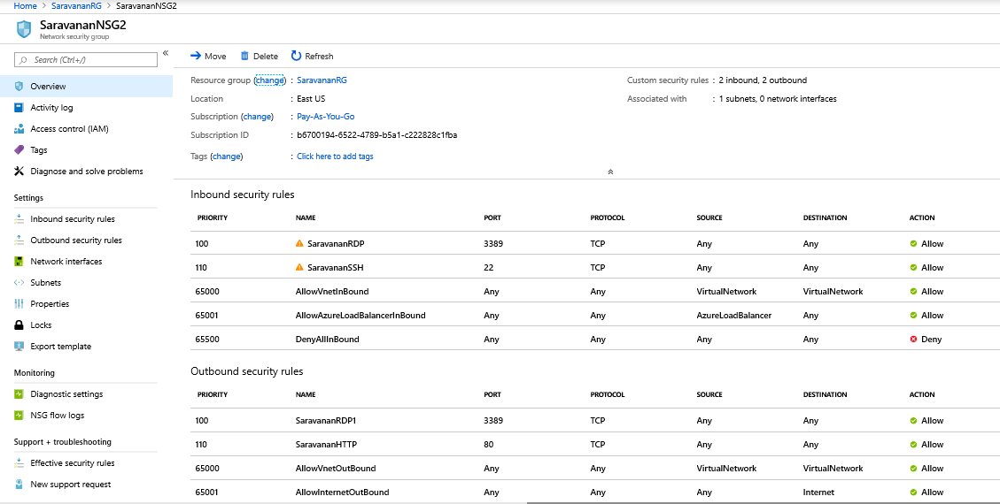 Home > SaravananRG > SaravananNSG2
SaravananNSG2
Network security group
Search (Ctrl+/)
«
Overview
Activity log
Access control (IAM)
Tags
Diagnose and solve problems
Settings
Inbound security rules
Outbound security rules
Network interfaces
Subnets
Properties
Locks
Export template
Monitoring
Diagnostic settings
NSG flow logs
Support + troubleshooting
Effective security rules
New support request
Move Delete Refresh
Resource group (change) : SaravananRG
Location : East US
Subscription (change) : Pay-As-You-Go
Subscription ID : b6700194-6522-4789-b5a1-c222828c1fba
Tags (change) : Click here to add tags
Custom security rules : 2 inbound, 2 outbound
Associated with : 1 subnets, 0 network interfaces
Inbound security rules
PRIORITY NAME PORT PROTOCOL SOURCE DESTINATION ACTION
100 SaravananRDP 3389 TCP Any Any Allow
110 SaravananSSH 22 TCP Any Any Allow
65000 AllowVnetInBound Any Any VirtualNetwork VirtualNetwork Allow
65001 AllowAzureLoadBalancerInBound Any Any AzureLoadBalancer Any Allow
65500 DenyAllInBound Any Any Any Any Deny
Outbound security rules
PRIORITY NAME PORT PROTOCOL SOURCE DESTINATION ACTION
100 SaravananRDP1 3389 TCP Any Any Allow
110 SaravananHTTP 80 TCP Any Any Allow
65000 AllowVnetOutBound Any Any VirtualNetwork VirtualNetwork Allow
65001 AllowInternetOutBound Any Any Any Internet Allow